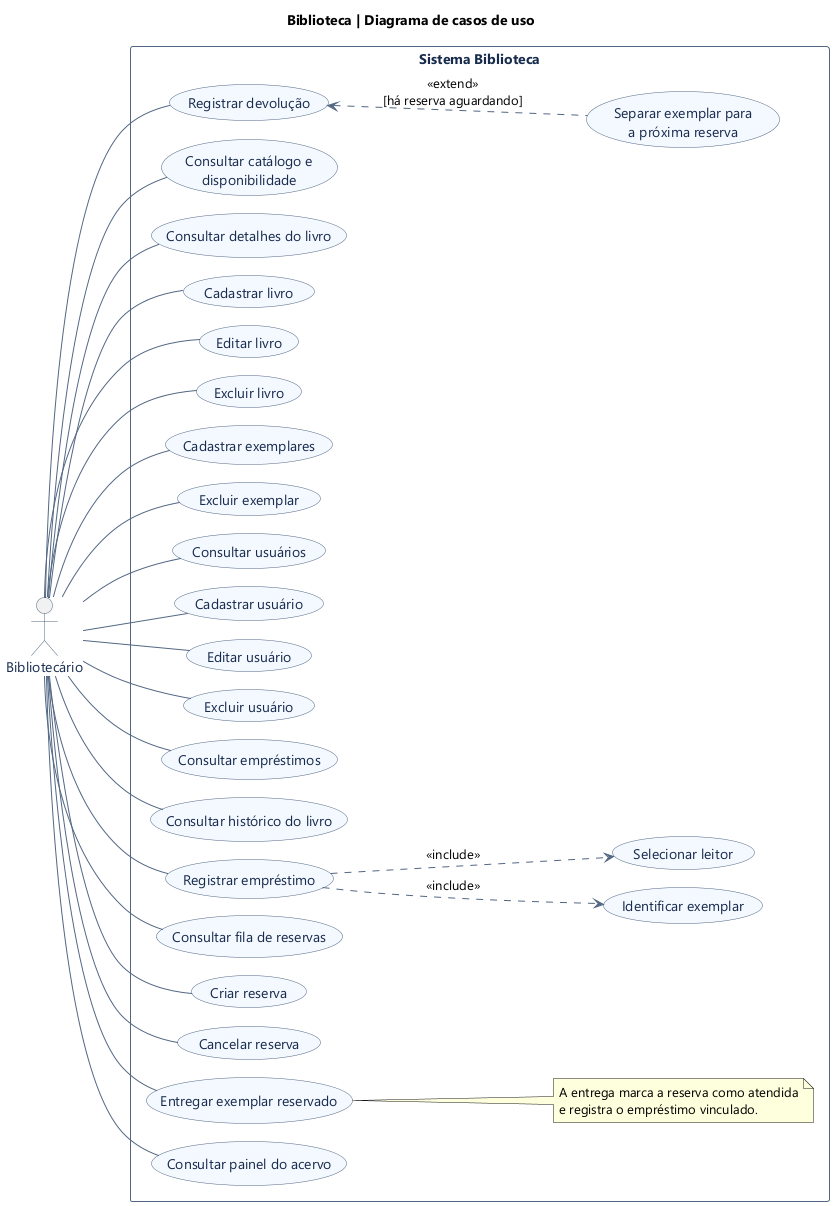 Biblioteca | Diagrama de casos de uso
Sistema Biblioteca
Registrar devolução
«extend»
[há reserva aguardando]
Separar exemplar para
a próxima reserva
Consultar catálogo e
disponibilidade
Consultar detalhes do livro
Cadastrar livro
Editar livro
Excluir livro
Cadastrar exemplares
Excluir exemplar
Consultar usuários
Cadastrar usuário
Bibliotecário
Editar usuário
Excluir usuário
Consultar empréstimos
Consultar histórico do livro
Registrar empréstimo
«include»
Selecionar leitor
«include»
Identificar exemplar
Consultar fila de reservas
Criar reserva
Cancelar reserva
Entregar exemplar reservado
A entrega marca a reserva como atendida
e registra o empréstimo vinculado.
Consultar painel do acervo